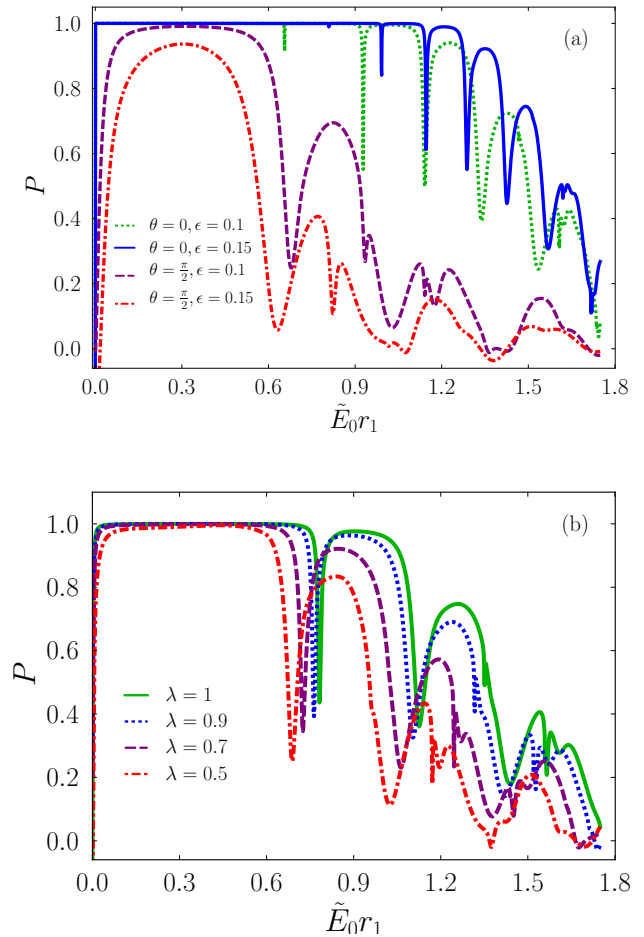 (a)
1.0
0.8
0.6
0.4
0.2
0.0
P
θ = 0, ϵ = 0.1
θ = 0, ϵ = 0.15
θ = π/2, ϵ = 0.1
θ = π/2, ϵ = 0.15
0.0 0.3 0.6 0.9 1.2 1.5 1.8
Ẽ₀r₁
(b)
1.0
0.8
0.6
0.4
0.2
0.0
P
λ = 1
λ = 0.9
λ = 0.7
λ = 0.5
0.0 0.3 0.6 0.9 1.2 1.5 1.8
Ẽ₀r₁